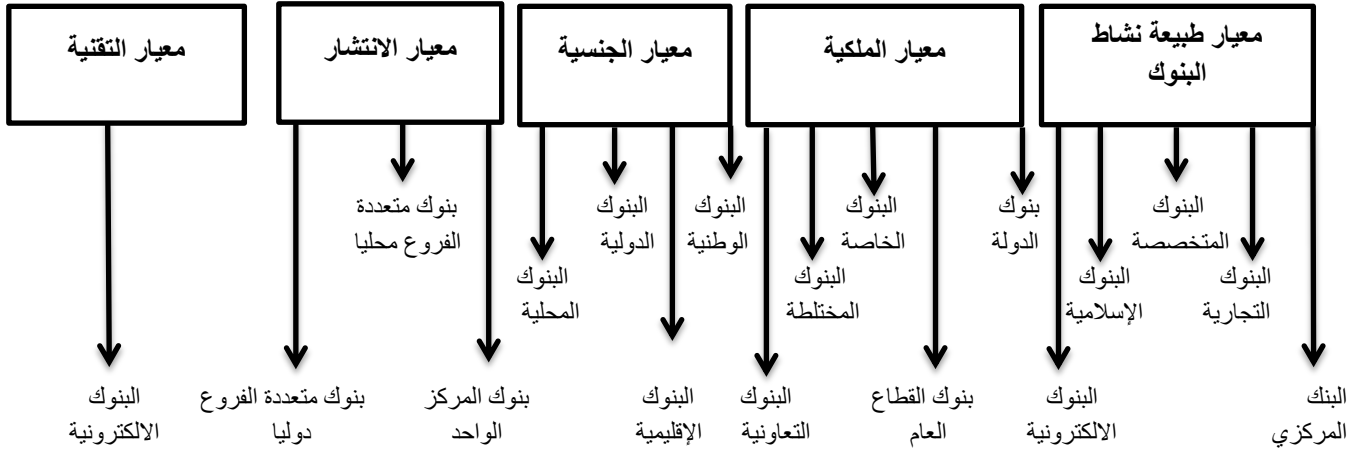 معيار طبيعة نشاط
البنوك
معيار الملكية
معيار الجنسية
معيار الانتشار
معيار التقنية
بنوك
الدولة
البنوك
المتخصصة
البنوك
الخاصة
البنوك
الوطنية
البنوك
الدولية
بنوك متعددة
الفروع محليا
البنوك
التجارية
البنوك
الإسلامية
البنوك
المختلطة
البنوك
المحلية
البنك
المركزي
البنوك
الالكترونية
بنوك القطاع
العام
البنوك
التعاونية
البنوك
الإقليمية
بنوك المركز
الواحد
بنوك متعددة الفروع
دوليا
البنوك
الالكترونية